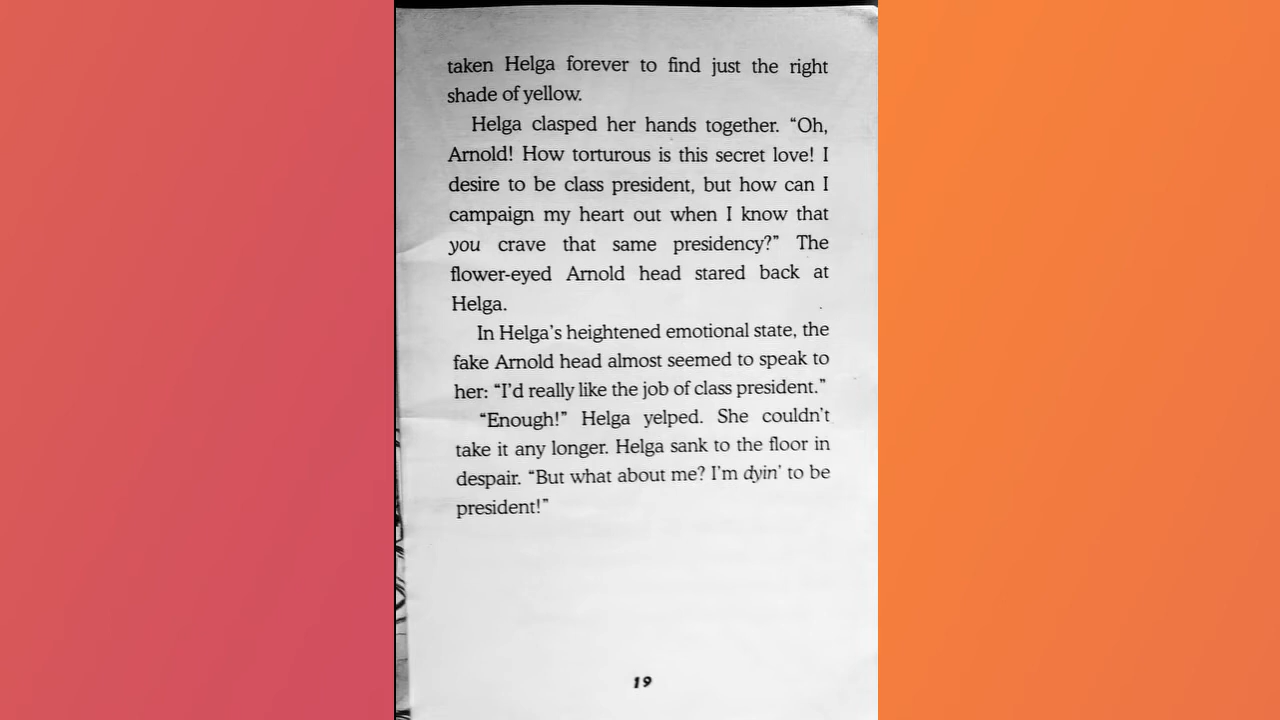 taken Helga forever to find just the right
shade of yellow.
Helga clasped her hands together. “Oh,
Arnold! How torturous is this secret love! I
desire to be class president, but how can I
campaign my heart out when I know that
you crave that same presidency?” The
flower-eyed Arnold head stared back at
Helga.
In Helga’s heightened emotional state, the
fake Arnold head almost seemed to speak to
her: “I’d really like the job of class president.”
“Enough!” Helga yelped. She couldn’t
take it any longer. Helga sank to the floor in
despair. “But what about me? I’m dyin’ to be
president!”
19